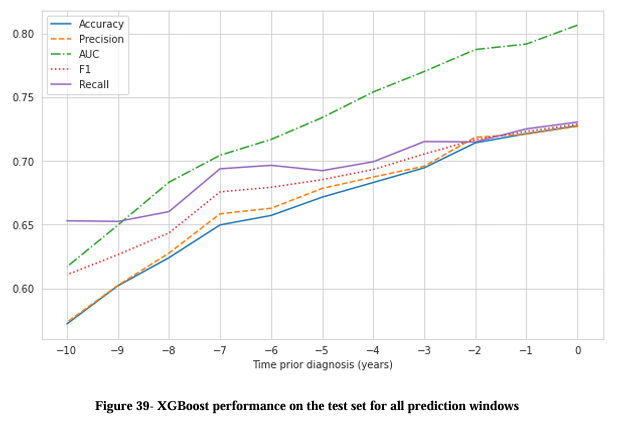 Accuracy
Precision
AUC
F1
Recall
0.80
0.75
0.70
0.65
0.60
−10 −9 −8 −7 −6 −5 −4 −3 −2 −1 0
Time prior diagnosis (years)
Figure 39- XGBoost performance on the test set for all prediction windows